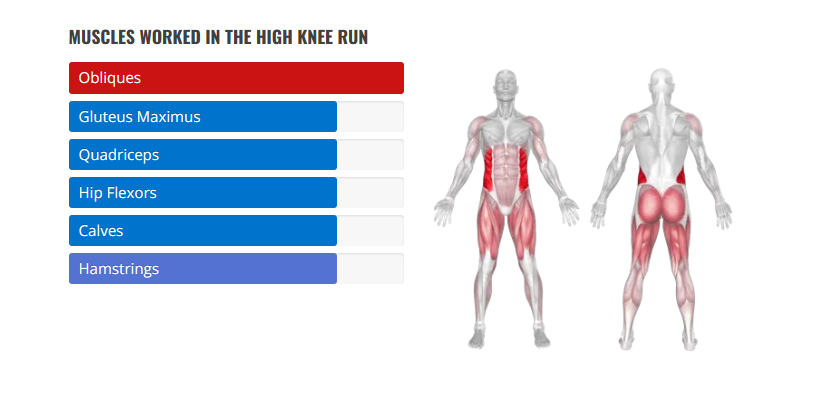 MUSCLES WORKED IN THE HIGH KNEE RUN
Obliques
Gluteus Maximus
Quadriceps
Hip Flexors
Calves
Hamstrings